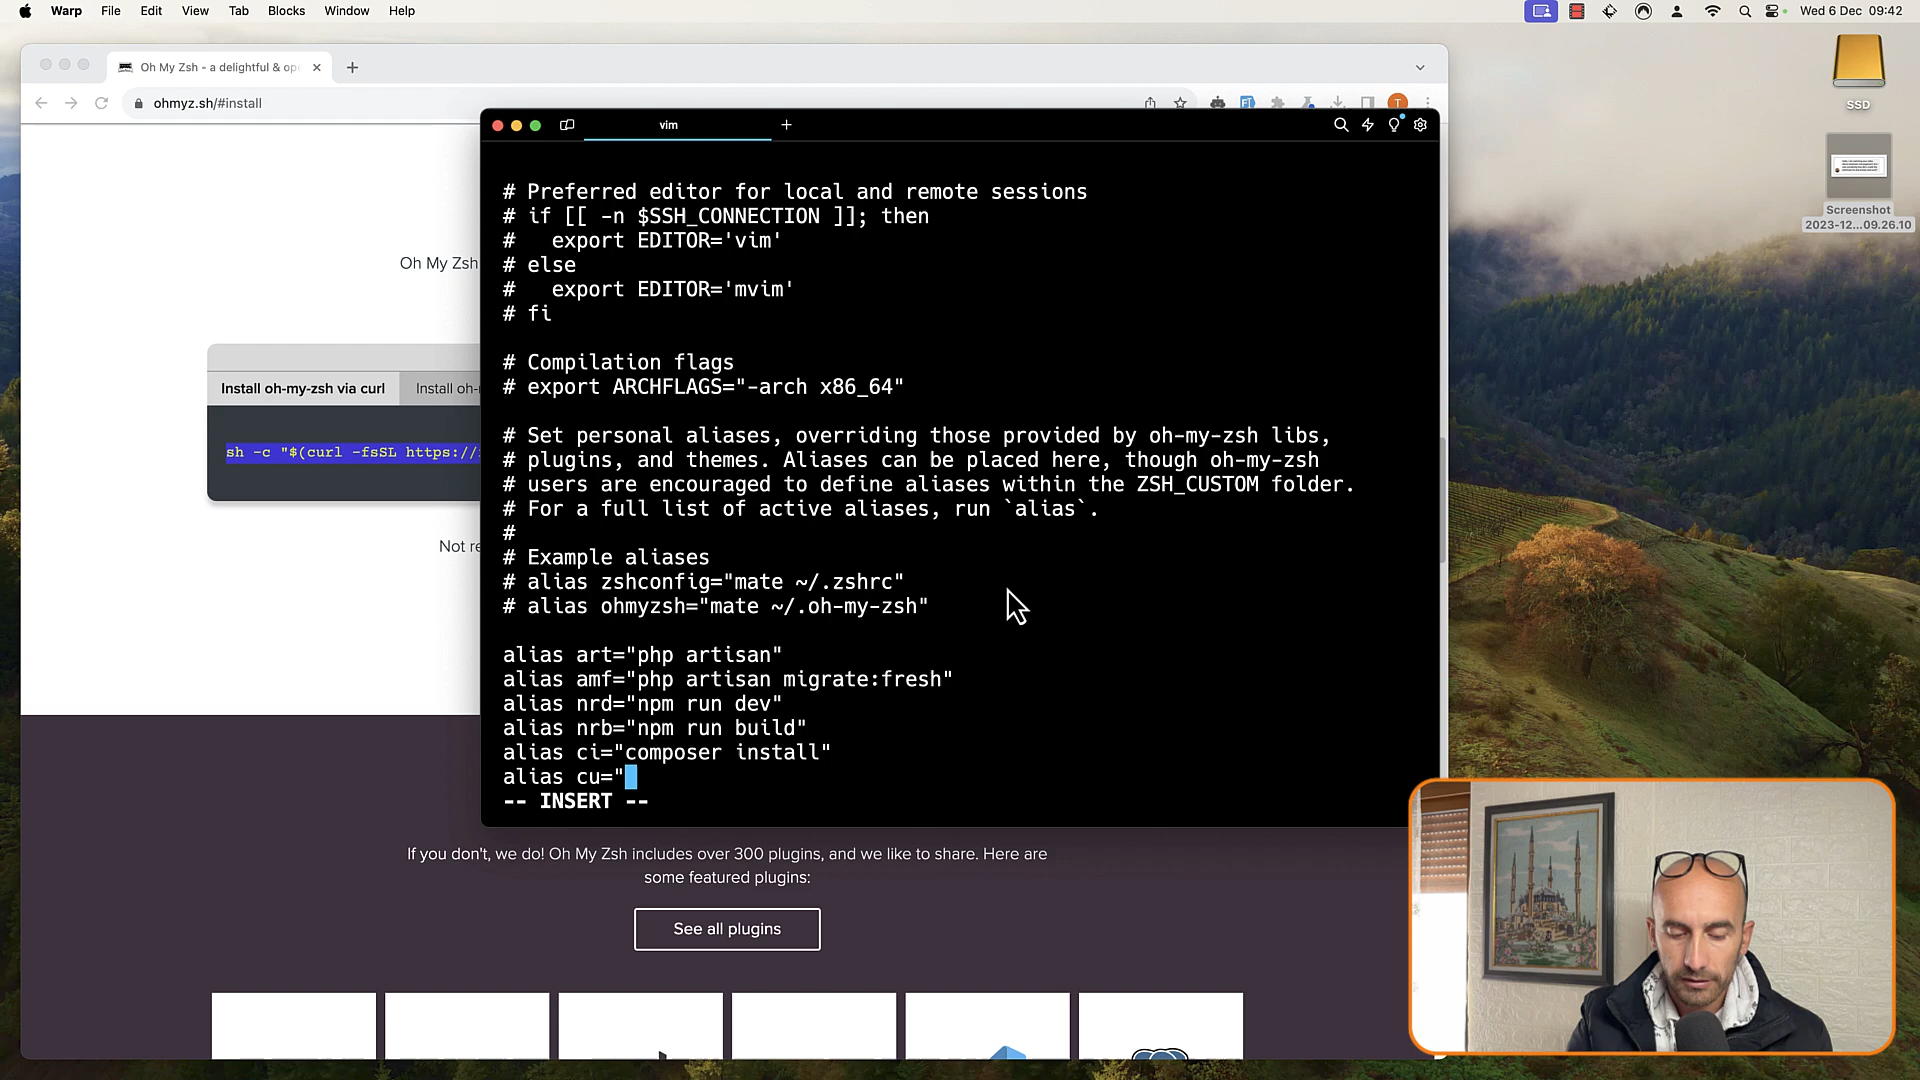 Warp File Edit View Tab Blocks Window Help
Wed 6 Dec 09:42
Oh My Zsh - a delightful & op
ohmyz.sh/#install
T
SSD
Screenshot
2023-12...09.26.10
Oh My Zsh
Install oh-my-zsh via curl
Install oh-
sh -c "$(curl -fsSL https://
Not re
vim
# Preferred editor for local and remote sessions
# if [[ -n $SSH_CONNECTION ]]; then
#   export EDITOR='vim'
# else
#   export EDITOR='mvim'
# fi
# Compilation flags
# export ARCHFLAGS="-arch x86_64"
# Set personal aliases, overriding those provided by oh-my-zsh libs,
# plugins, and themes. Aliases can be placed here, though oh-my-zsh
# users are encouraged to define aliases within the ZSH_CUSTOM folder.
# For a full list of active aliases, run `alias`.
#
# Example aliases
# alias zshconfig="mate ~/.zshrc"
# alias ohmyzsh="mate ~/.oh-my-zsh"
alias art="php artisan"
alias amf="php artisan migrate:fresh"
alias nrd="npm run dev"
alias nrb="npm run build"
alias ci="composer install"
alias cu="
-- INSERT --
If you don't, we do! Oh My Zsh includes over 300 plugins, and we like to share. Here are
some featured plugins:
See all plugins